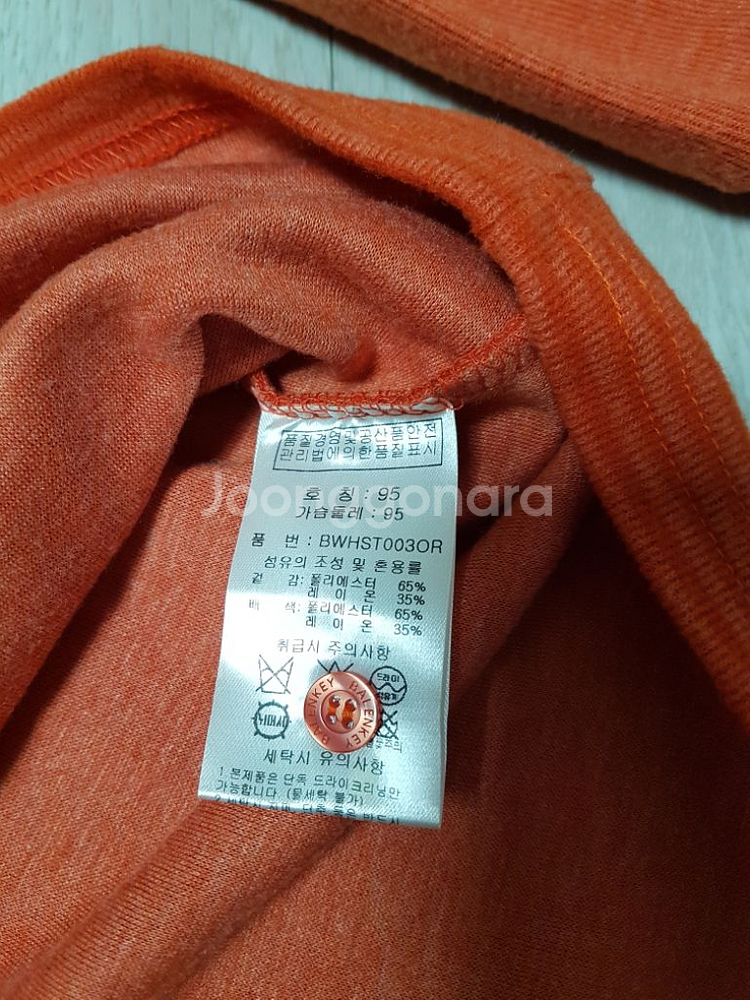 품질경영및공산품안전
관리법에의한품질표시
Joonggonara
호 칭 : 95
가슴둘레 : 95
품 번 : BWHST003OR
섬유의 조성 및 혼용률
겉 감 : 폴리에스터 65%
레 이 온 35%
배 색 : 폴리에스터 65%
레 이 온 35%
취급시 주의사항
드라이
BALENKEY BALENKEY
세탁시 유의사항
1.본제품은 단독 드라이크리닝만
가능합니다 (물세탁 불가)